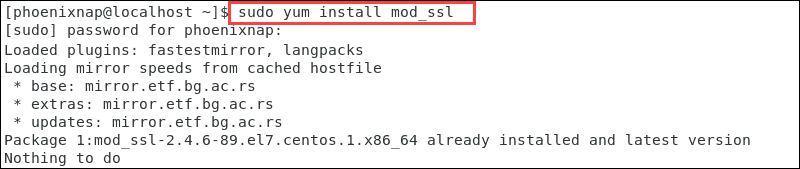 [phoenixnap@localhost ~]$ sudo yum install mod_ssl
[sudo] password for phoenixnap:
Loaded plugins: fastestmirror, langpacks
Loading mirror speeds from cached hostfile
 * base: mirror.etf.bg.ac.rs
 * extras: mirror.etf.bg.ac.rs
 * updates: mirror.etf.bg.ac.rs
Package 1:mod_ssl-2.4.6-89.el7.centos.1.x86_64 already installed and latest version
Nothing to do